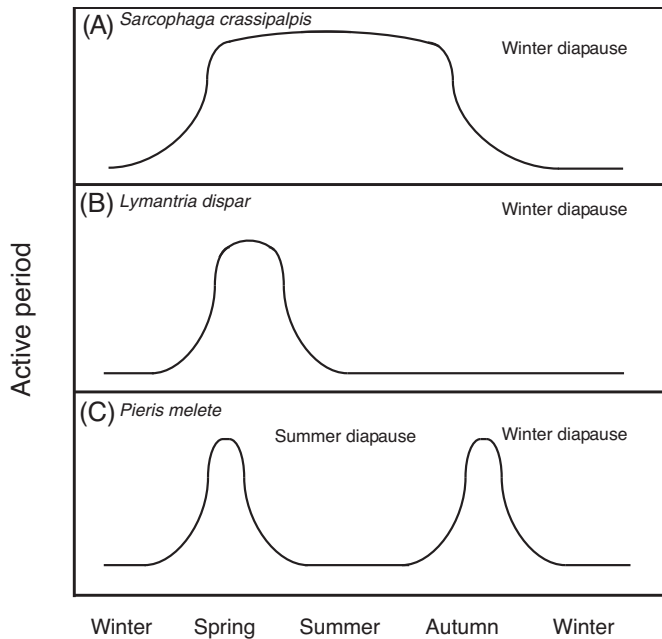 (A) Sarcophaga crassipalpis
Winter diapause
(B) Lymantria dispar
Winter diapause
(C) Pieris melete
Summer diapause
Winter diapause
Active period
Winter Spring Summer Autumn Winter